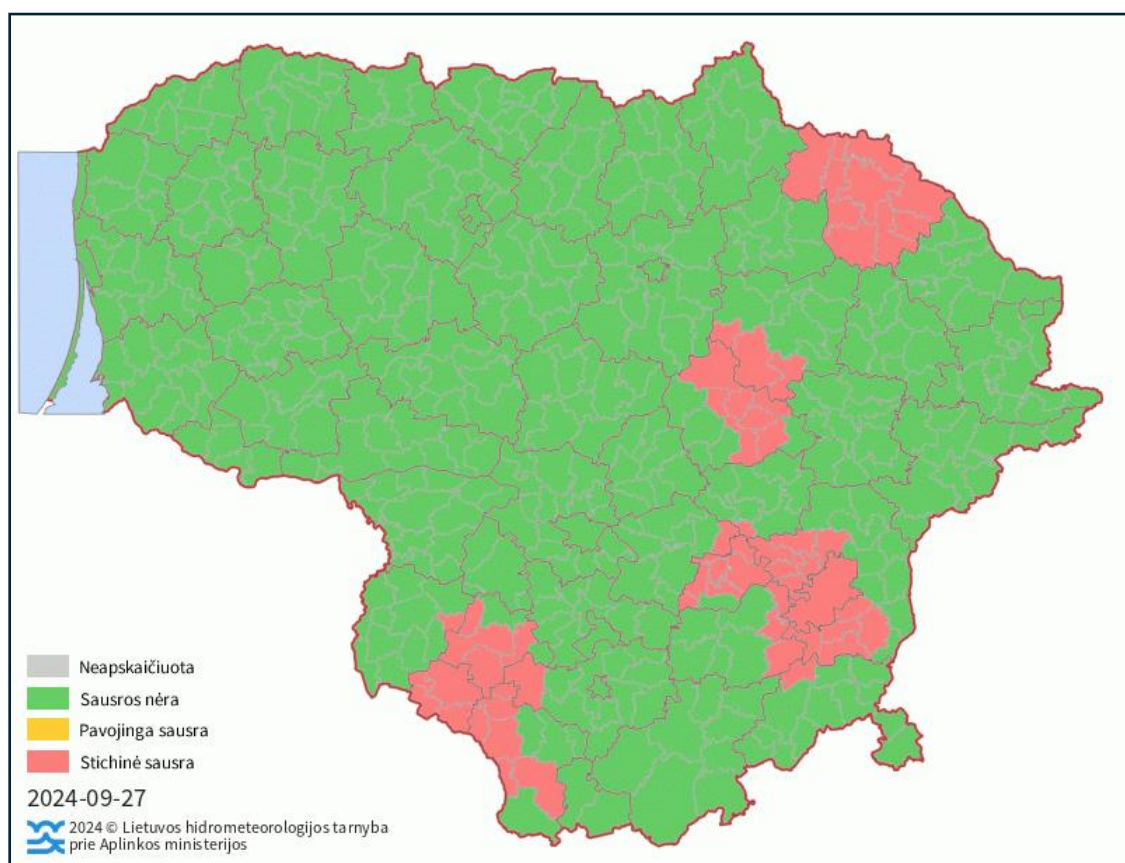 Neapskaičiuota
Sausros nėra
Pavojinga sausra
Stichinė sausra
2024-09-27
2024 © Lietuvos hidrometeorologijos tarnyba
prie Aplinkos ministerijos